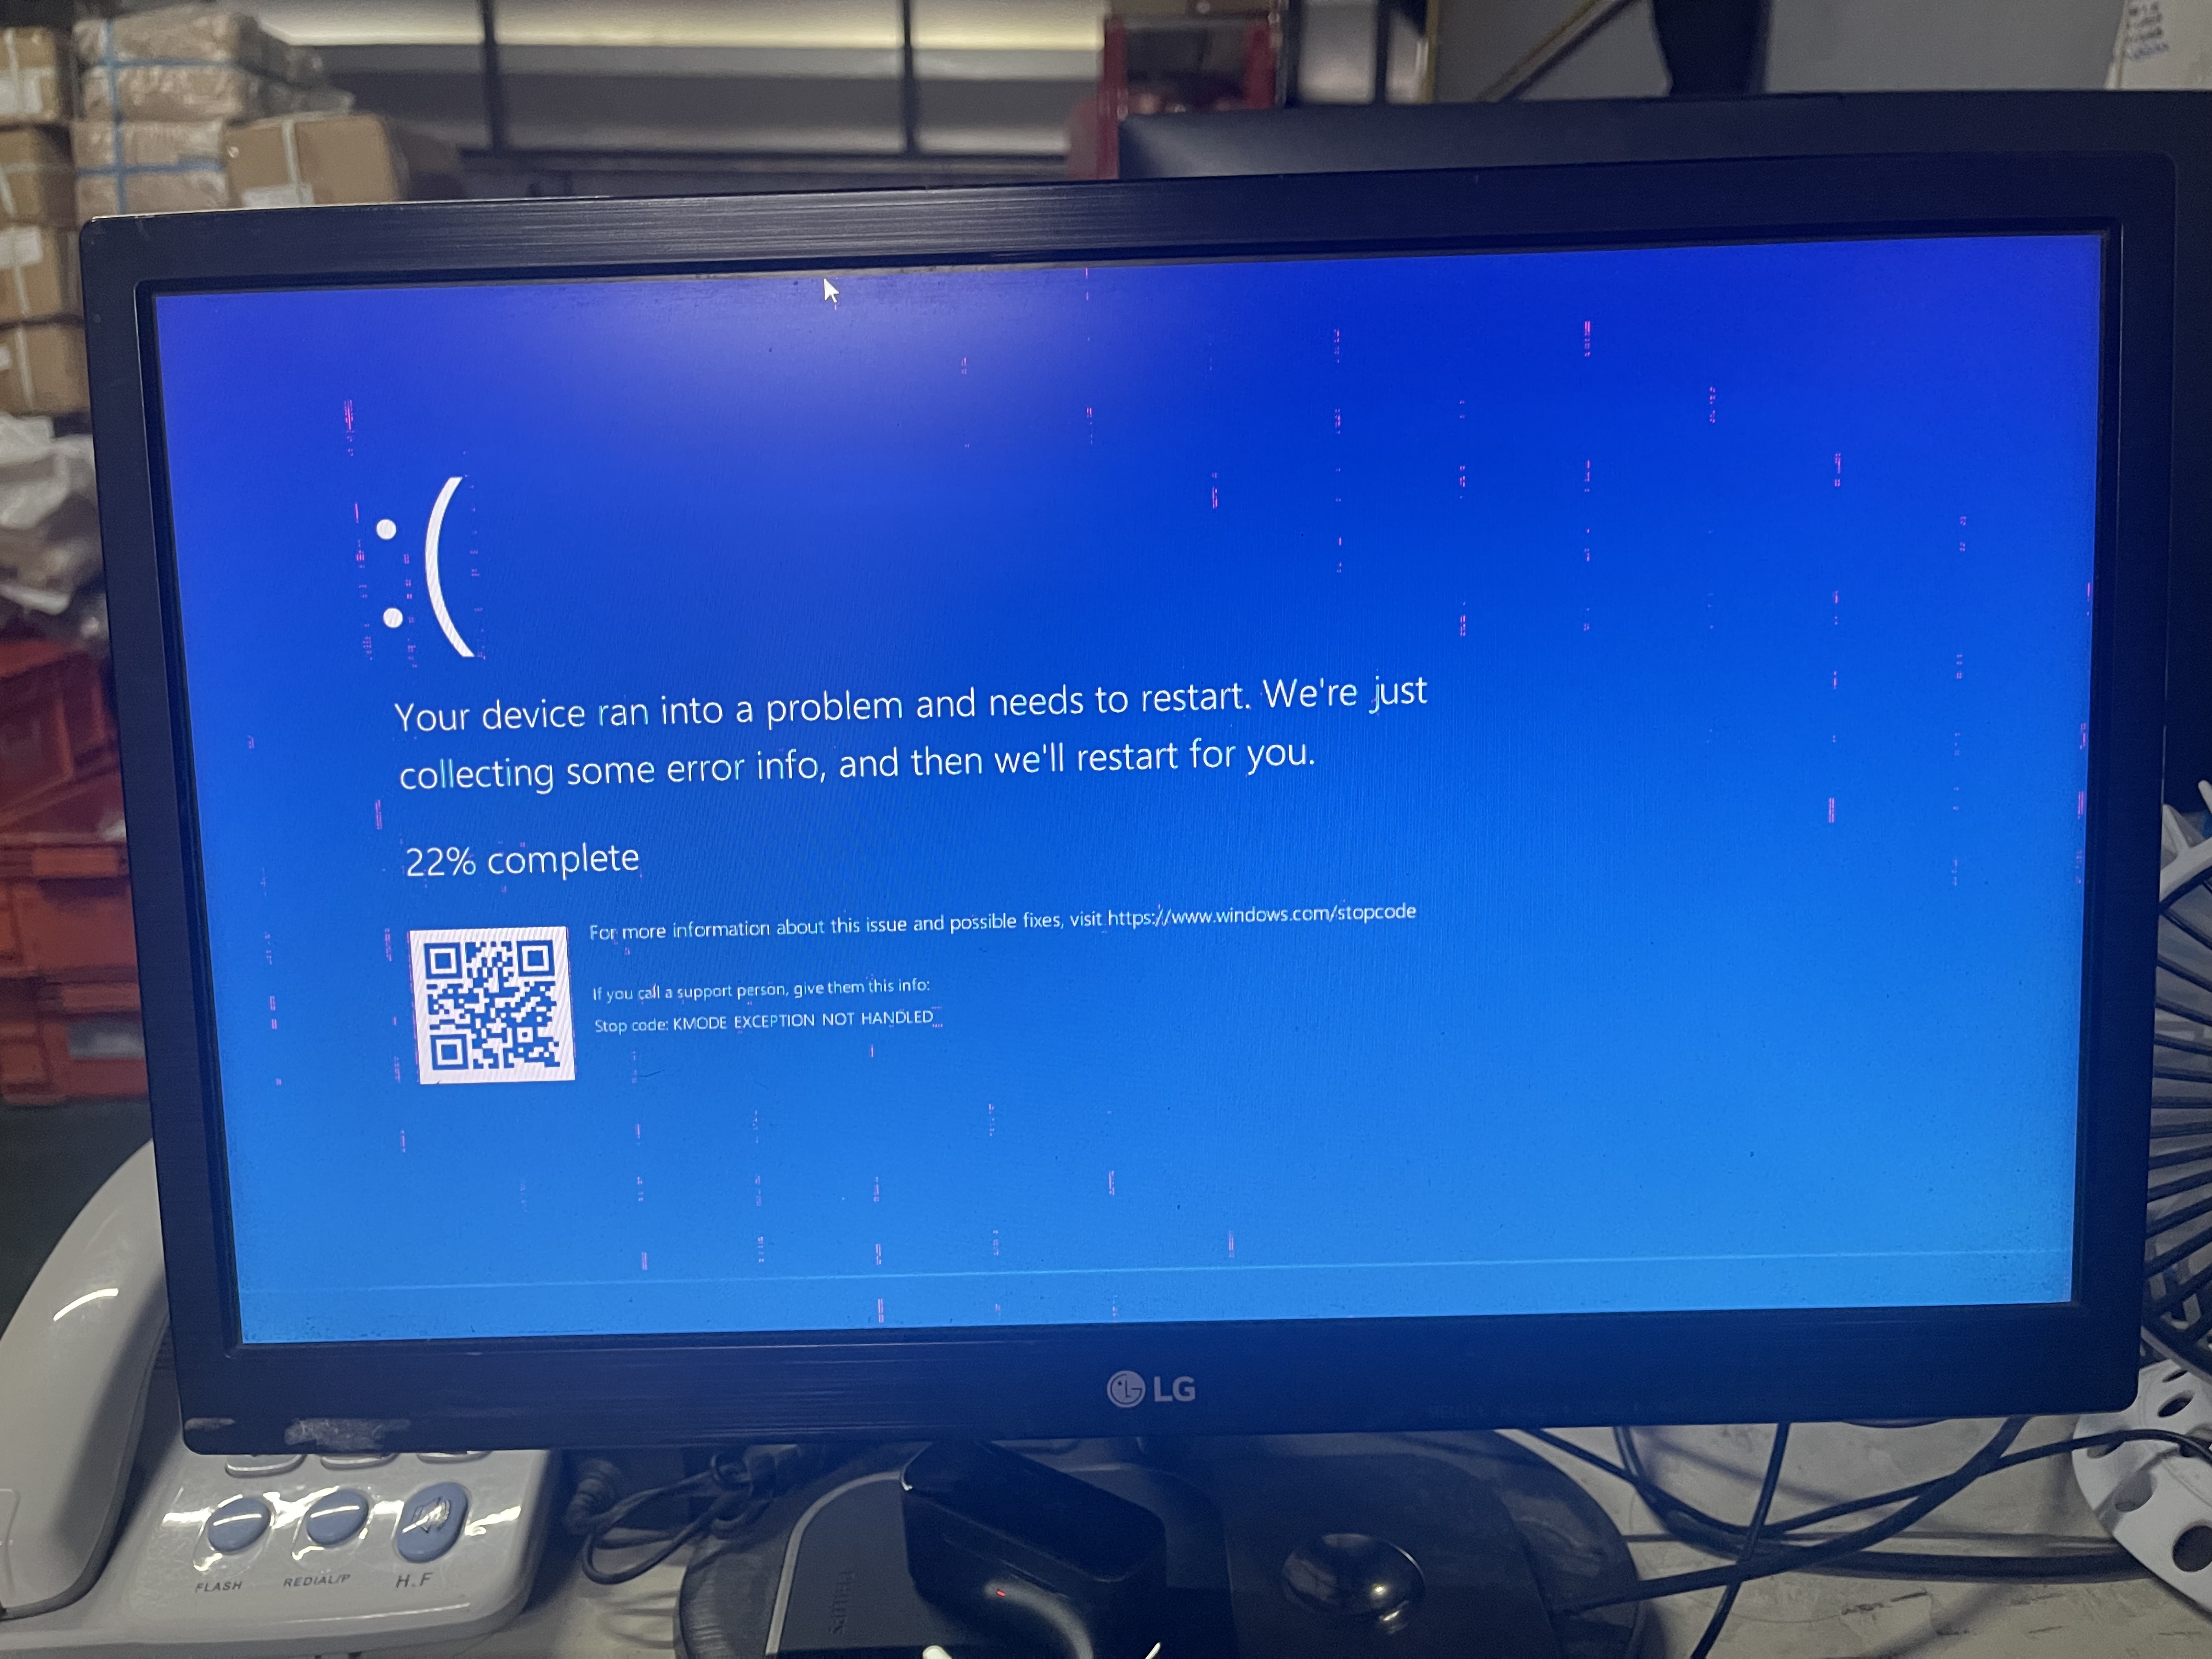 :(
Your device ran into a problem and needs to restart. We're just
collecting some error info, and then we'll restart for you.
22% complete
For more information about this issue and possible fixes, visit https://www.windows.com/stopcode
If you call a support person, give them this info:
Stop code: KMODE EXCEPTION NOT HANDLED
LG
FLASH
REDIAL/P
H.F